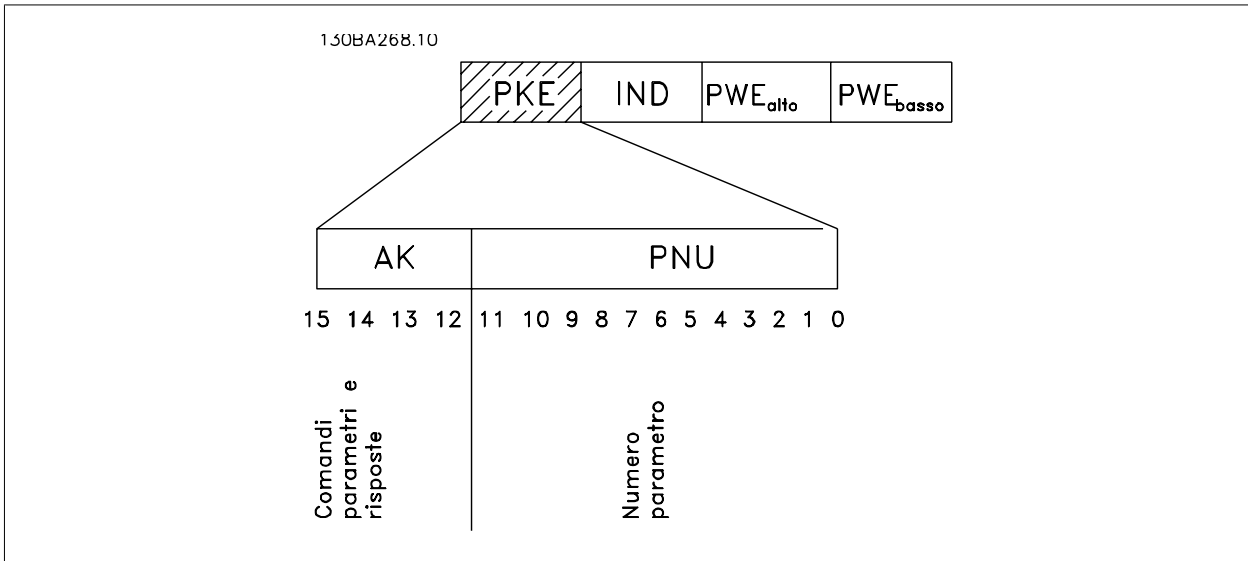 130BA268.10
PKE IND PWEalto PWEbasso
AK PNU
15 14 13 12 11 10 9 8 7 6 5 4 3 2 1 0
Comandi
parametri e
risposte
Numero
parametro